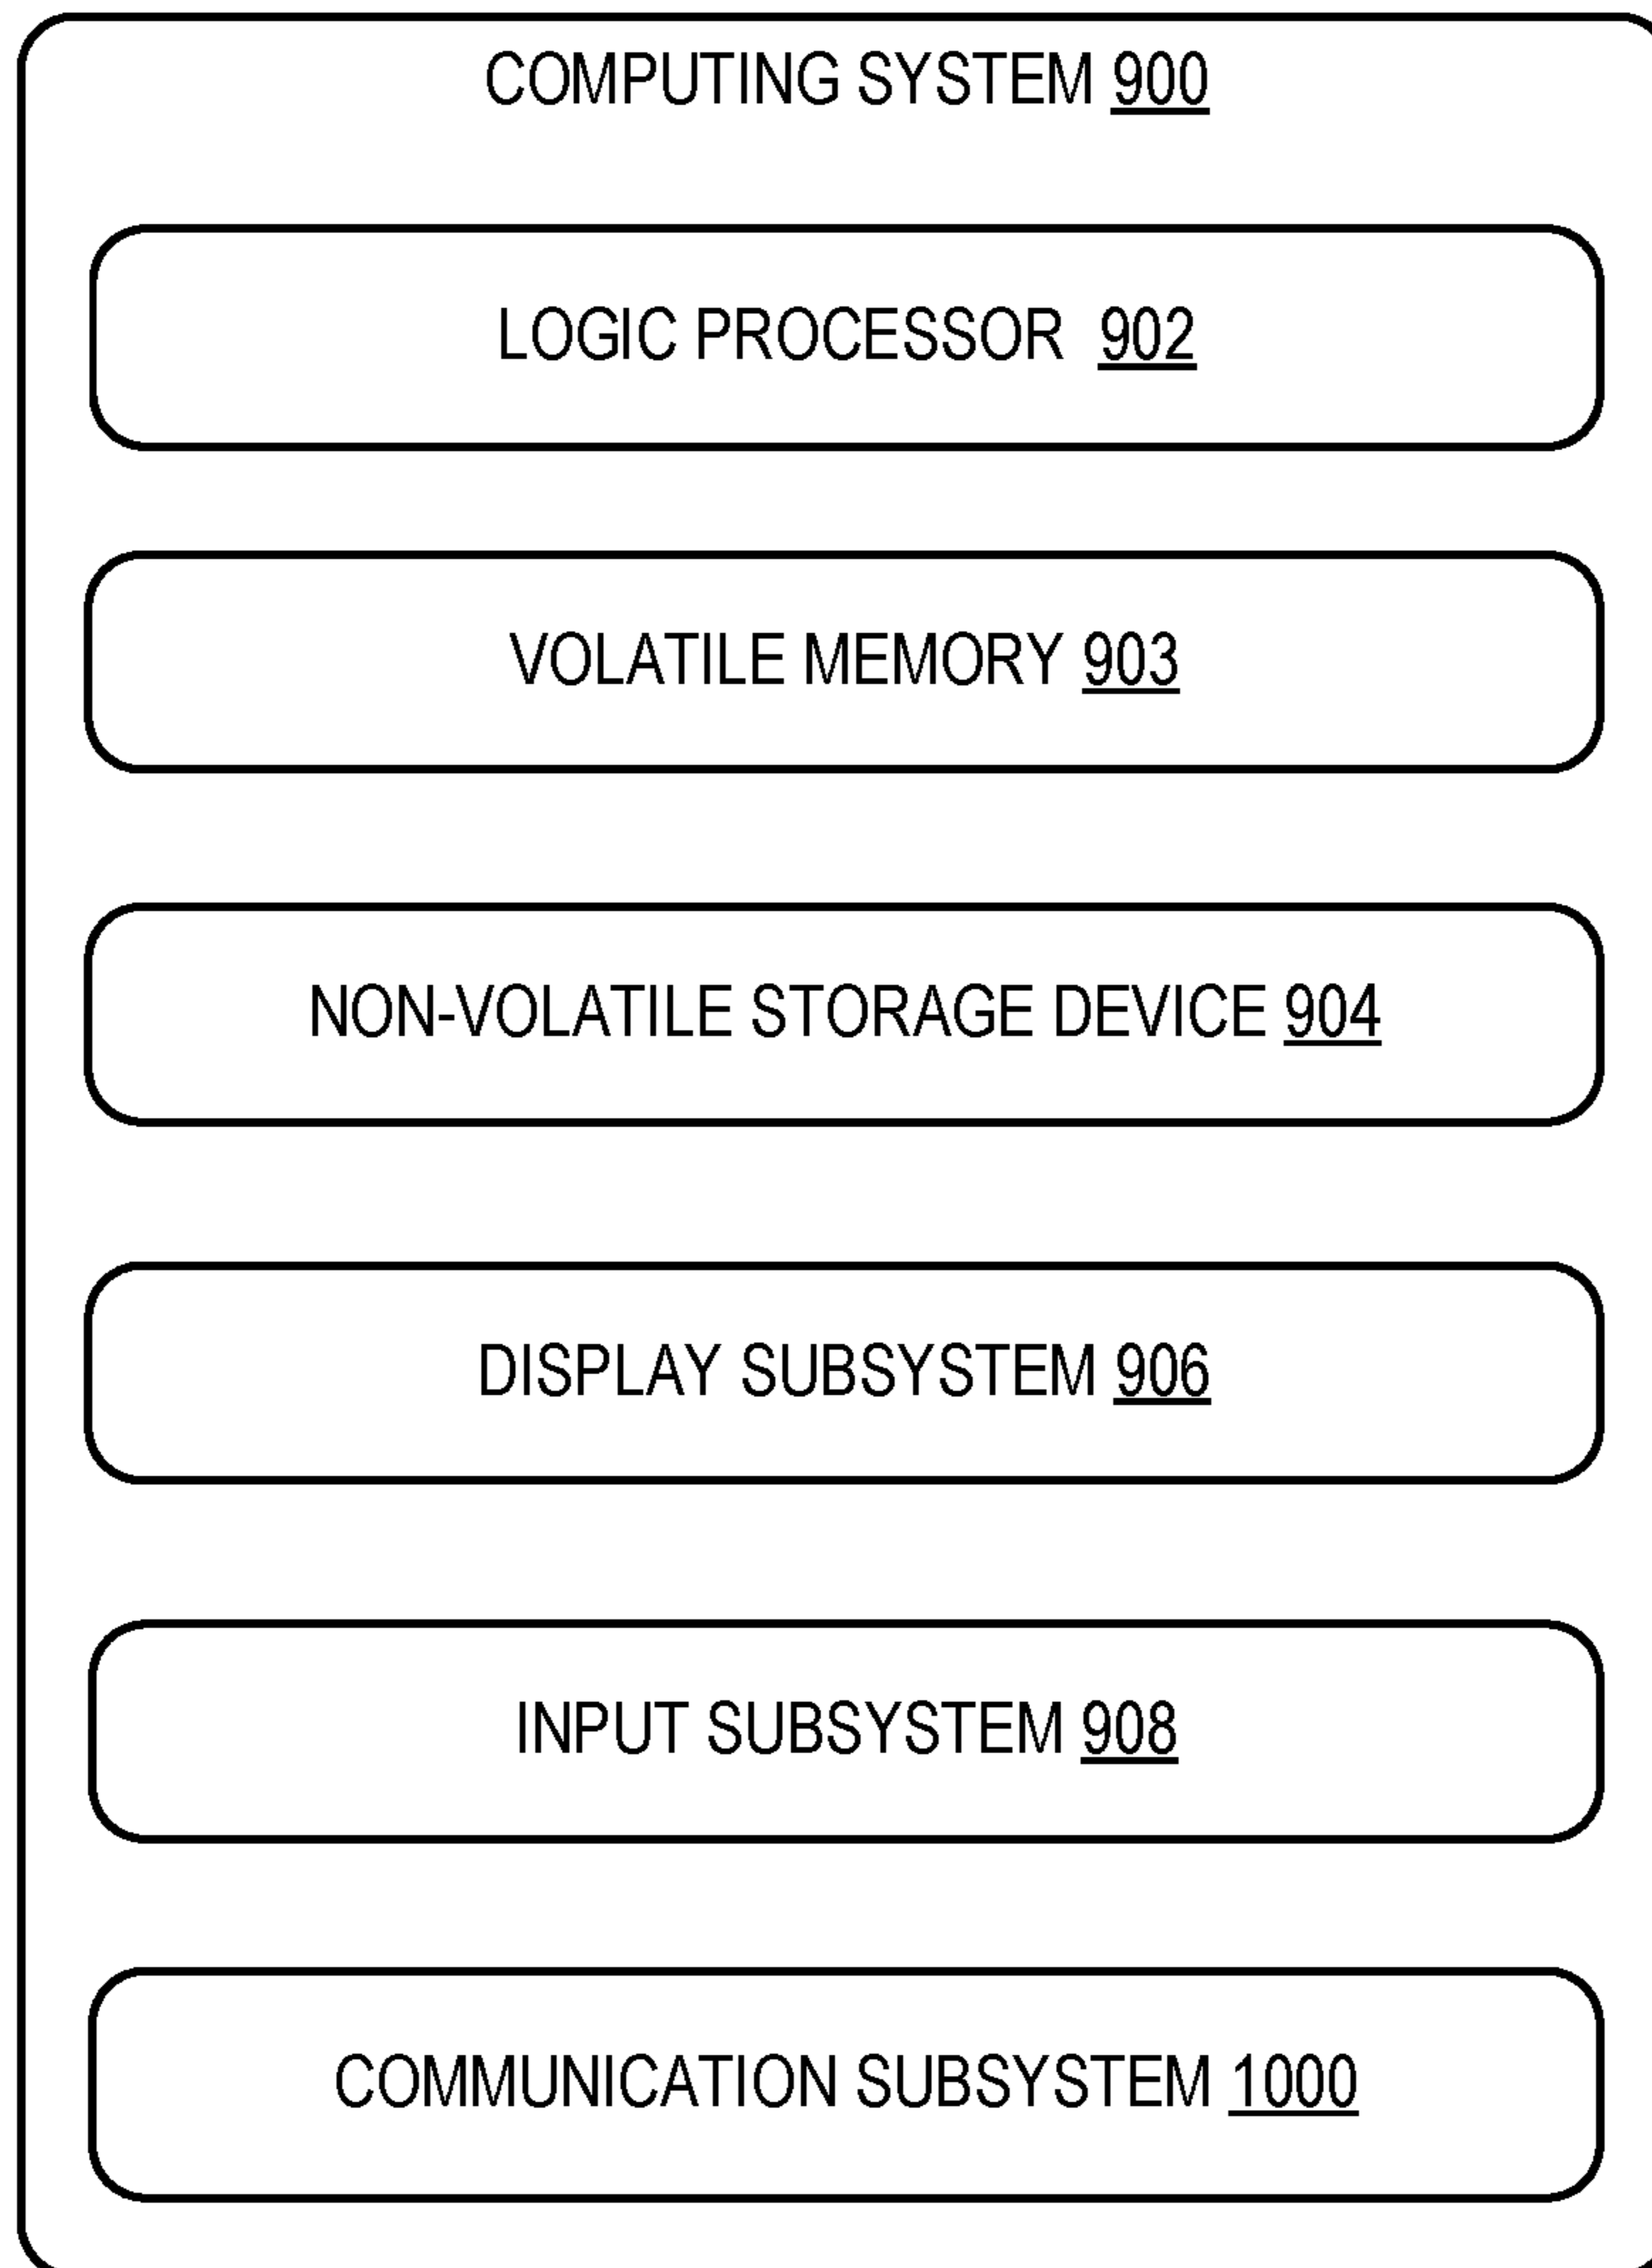 COMPUTING SYSTEM 900
LOGIC PROCESSOR 902
VOLATILE MEMORY 903
NON-VOLATILE STORAGE DEVICE 904
DISPLAY SUBSYSTEM 906
INPUT SUBSYSTEM 908
COMMUNICATION SUBSYSTEM 1000